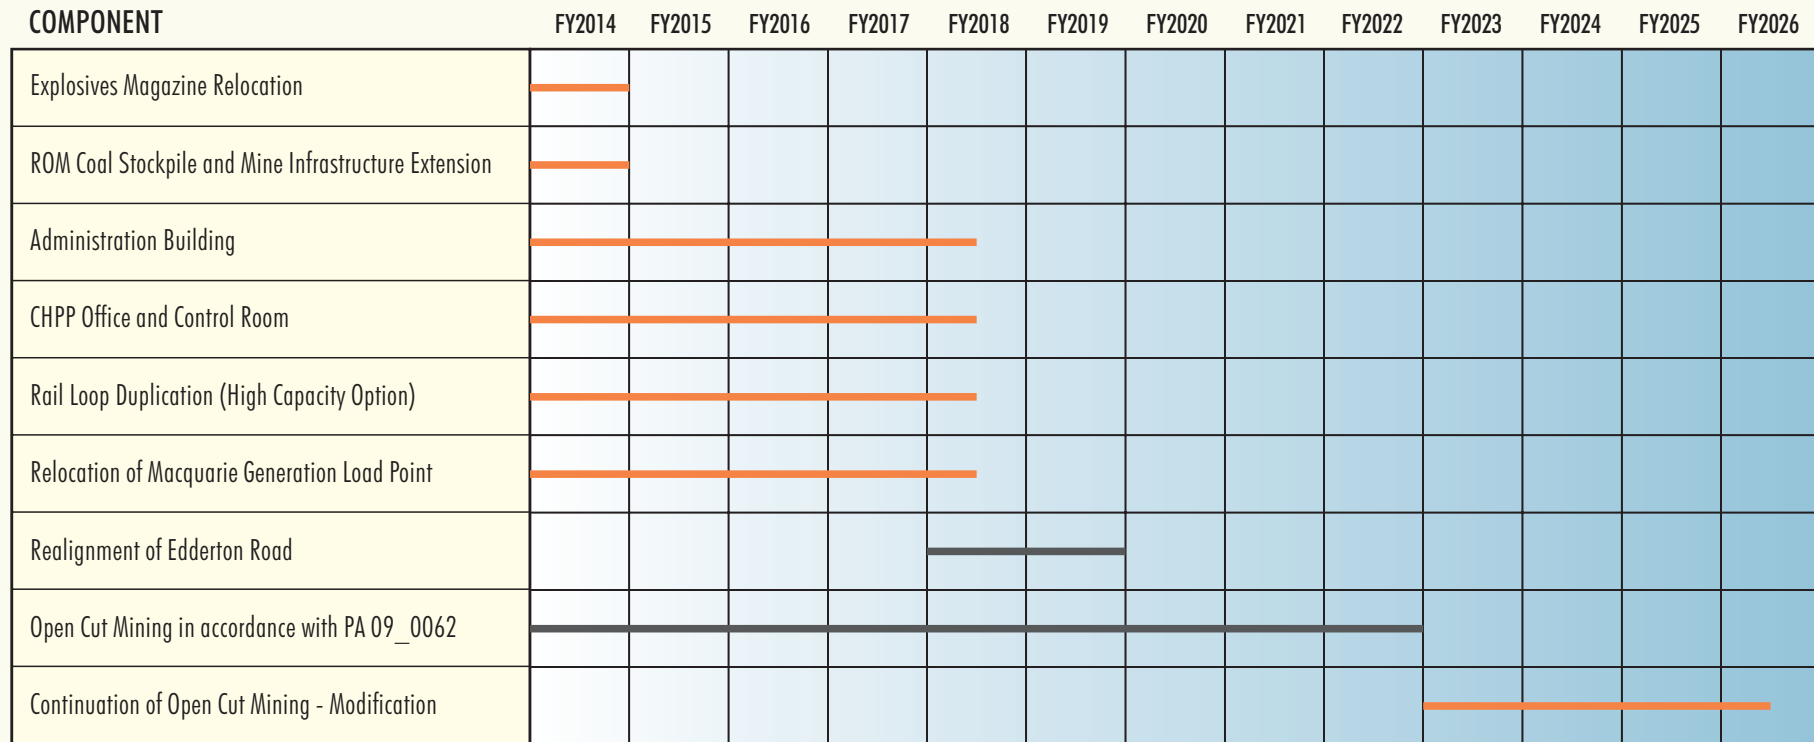 COMPONENT FY2014 FY2015 FY2016 FY2017 FY2018 FY2019 FY2020 FY2021 FY2022 FY2023 FY2024 FY2025 FY2026
Explosives Magazine Relocation
ROM Coal Stockpile and Mine Infrastructure Extension
Administration Building
CHPP Office and Control Room
Rail Loop Duplication (High Capacity Option)
Relocation of Macquarie Generation Load Point
Realignment of Edderton Road
Open Cut Mining in accordance with PA 09_0062
Continuation of Open Cut Mining - Modification